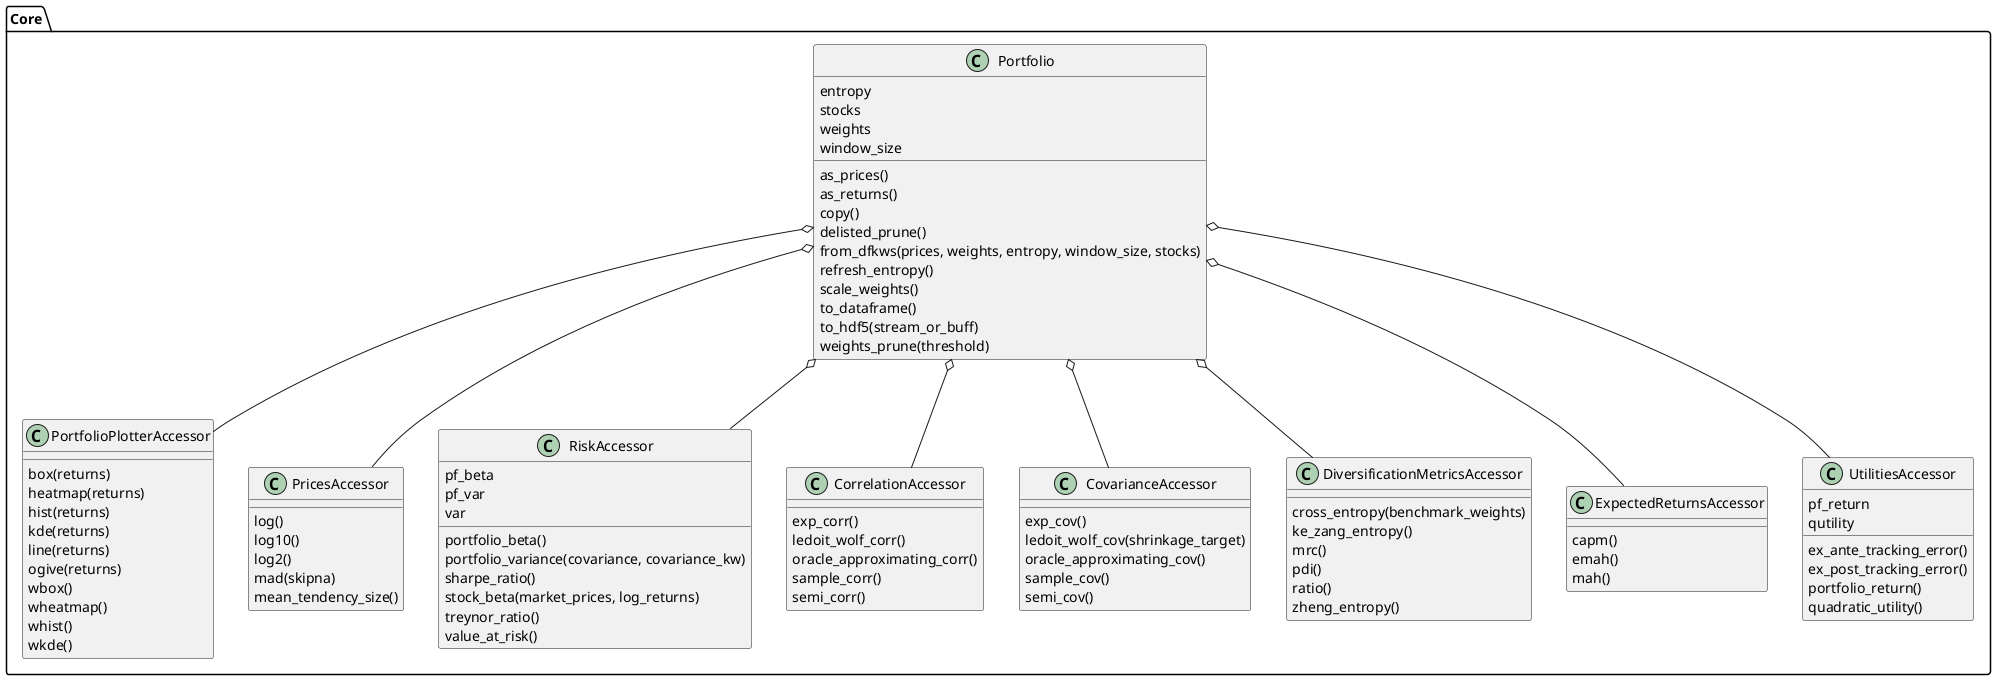 Core
C Portfolio
entropy
stocks
weights
window_size
as_prices()
as_returns()
copy()
delisted_prune()
from_dfkws(prices, weights, entropy, window_size, stocks)
refresh_entropy()
scale_weights()
to_dataframe()
to_hdf5(stream_or_buff)
weights_prune(threshold)
C PortfolioPlotterAccessor
box(returns)
heatmap(returns)
hist(returns)
kde(returns)
line(returns)
ogive(returns)
wbox()
wheatmap()
whist()
wkde()
C PricesAccessor
log()
log10()
log2()
mad(skipna)
mean_tendency_size()
C RiskAccessor
pf_beta
pf_var
var
portfolio_beta()
portfolio_variance(covariance, covariance_kw)
sharpe_ratio()
stock_beta(market_prices, log_returns)
treynor_ratio()
value_at_risk()
C CorrelationAccessor
exp_corr()
ledoit_wolf_corr()
oracle_approximating_corr()
sample_corr()
semi_corr()
C CovarianceAccessor
exp_cov()
ledoit_wolf_cov(shrinkage_target)
oracle_approximating_cov()
sample_cov()
semi_cov()
C DiversificationMetricsAccessor
cross_entropy(benchmark_weights)
ke_zang_entropy()
mrc()
pdi()
ratio()
zheng_entropy()
C ExpectedReturnsAccessor
capm()
emah()
mah()
C UtilitiesAccessor
pf_return
qutility
ex_ante_tracking_error()
ex_post_tracking_error()
portfolio_return()
quadratic_utility()